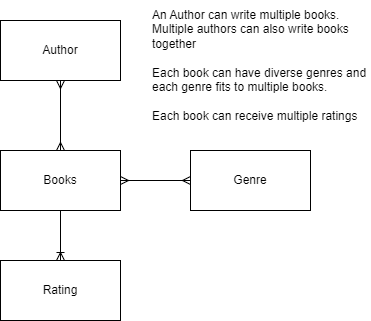 An Author can write multiple books.
Multiple authors can also write books
together
Each book can have diverse genres and
each genre fits to multiple books.
Each book can receive multiple ratings
Author
Books
Genre
Rating